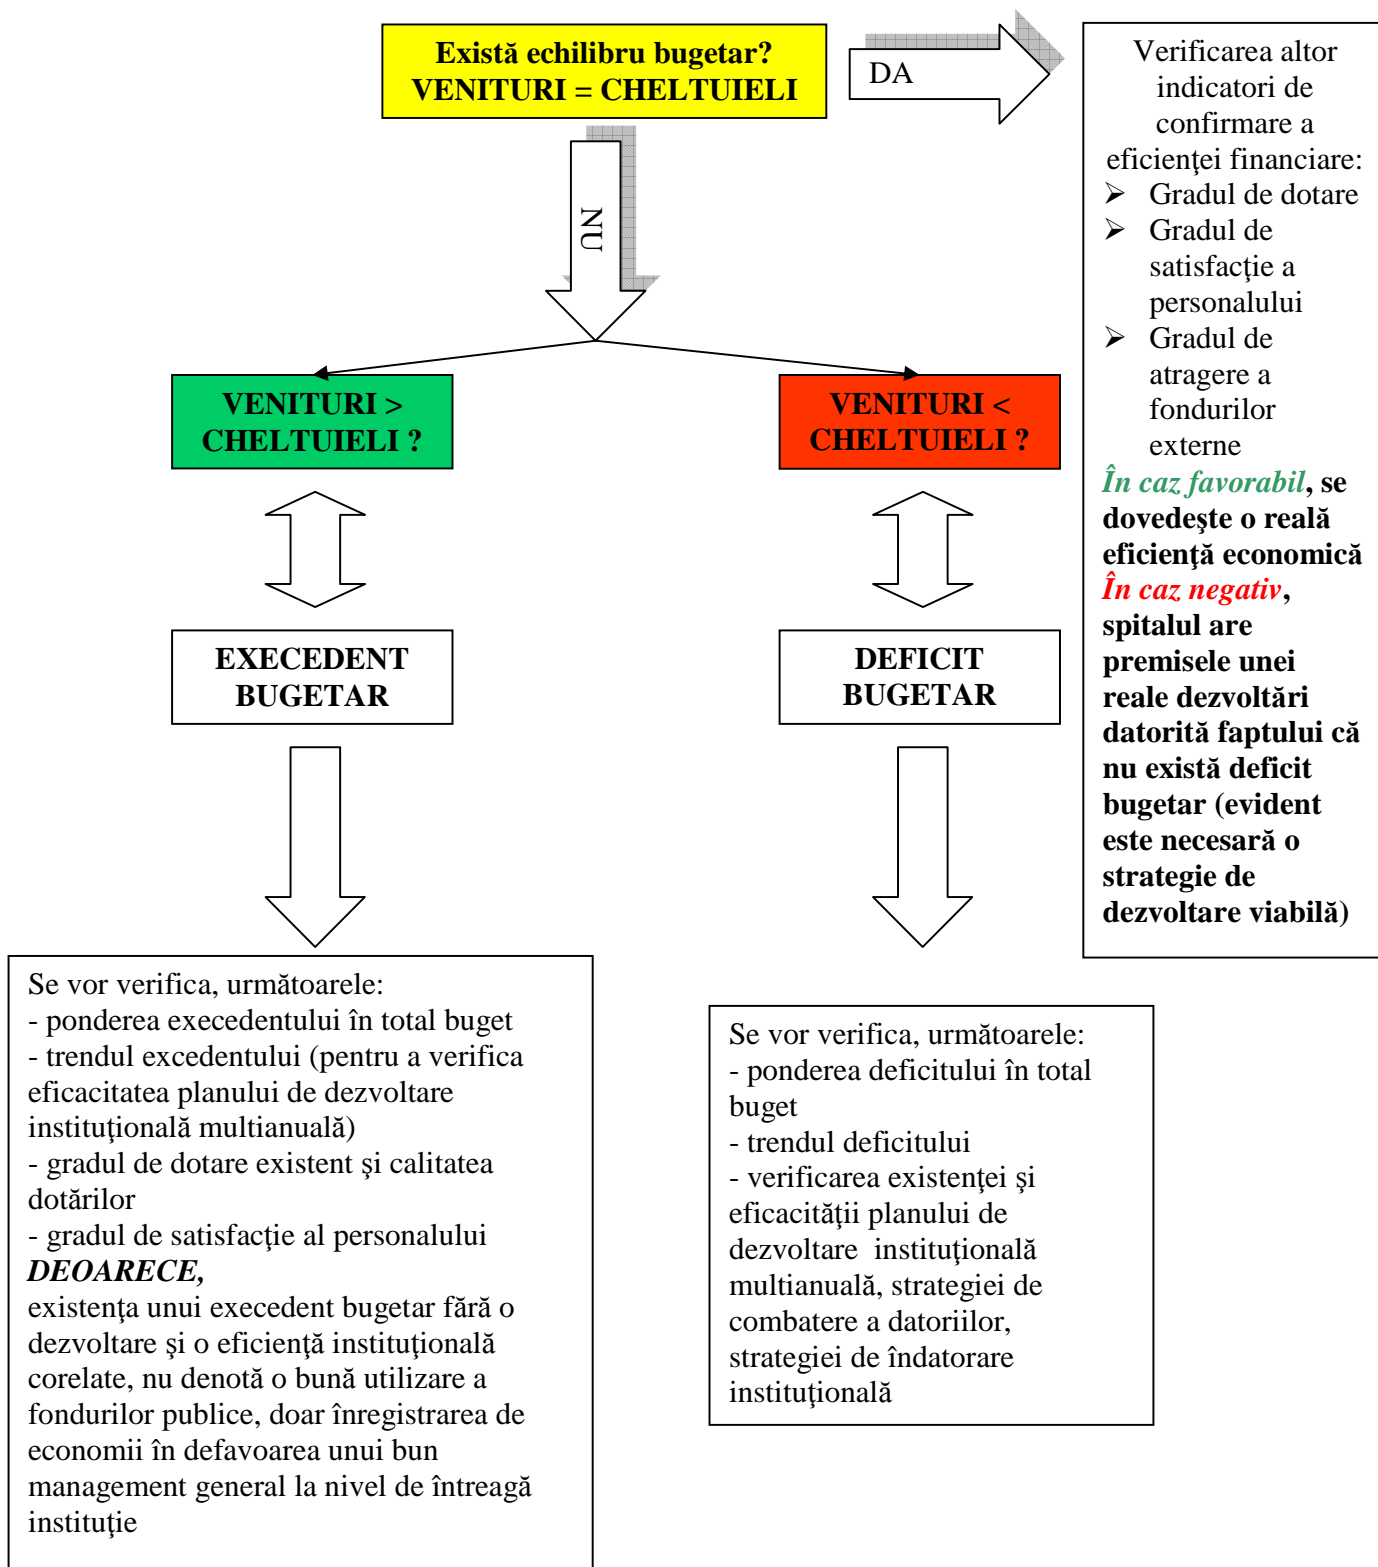 Există echilibru bugetar?
VENITURI = CHELTUIELI
DA
NU
Verificarea altor
indicatori de
confirmare a
eficienţei financiare:
➢ Gradul de dotare
➢ Gradul de
satisfacţie a
personalului
➢ Gradul de
atragere a
fondurilor
externe
În caz favorabil, se
dovedeşte o reală
eficienţă economică
În caz negativ,
spitalul are
premisele unei
reale dezvoltări
datorită faptului că
nu există deficit
bugetar (evident
este necesară o
strategie de
dezvoltare viabilă)
VENITURI >
CHELTUIELI ?
VENITURI <
CHELTUIELI ?
EXECEDENT
BUGETAR
DEFICIT
BUGETAR
Se vor verifica, următoarele:
- ponderea execedentului în total buget
- trendul excedentului (pentru a verifica
eficacitatea planului de dezvoltare
instituţională multianuală)
- gradul de dotare existent şi calitatea
dotărilor
- gradul de satisfacţie al personalului
DEOARECE,
existenţa unui execedent bugetar fără o
dezvoltare şi o eficienţă instituţională
corelate, nu denotă o bună utilizare a
fondurilor publice, doar înregistrarea de
economii în defavoarea unui bun
management general la nivel de întreagă
instituţie
Se vor verifica, următoarele:
- ponderea deficitului în total
buget
- trendul deficitului
- verificarea existenţei şi
eficacităţii planului de
dezvoltare  instituţională
multianuală, strategiei de
combatere a datoriilor,
strategiei de îndatorare
instituţională